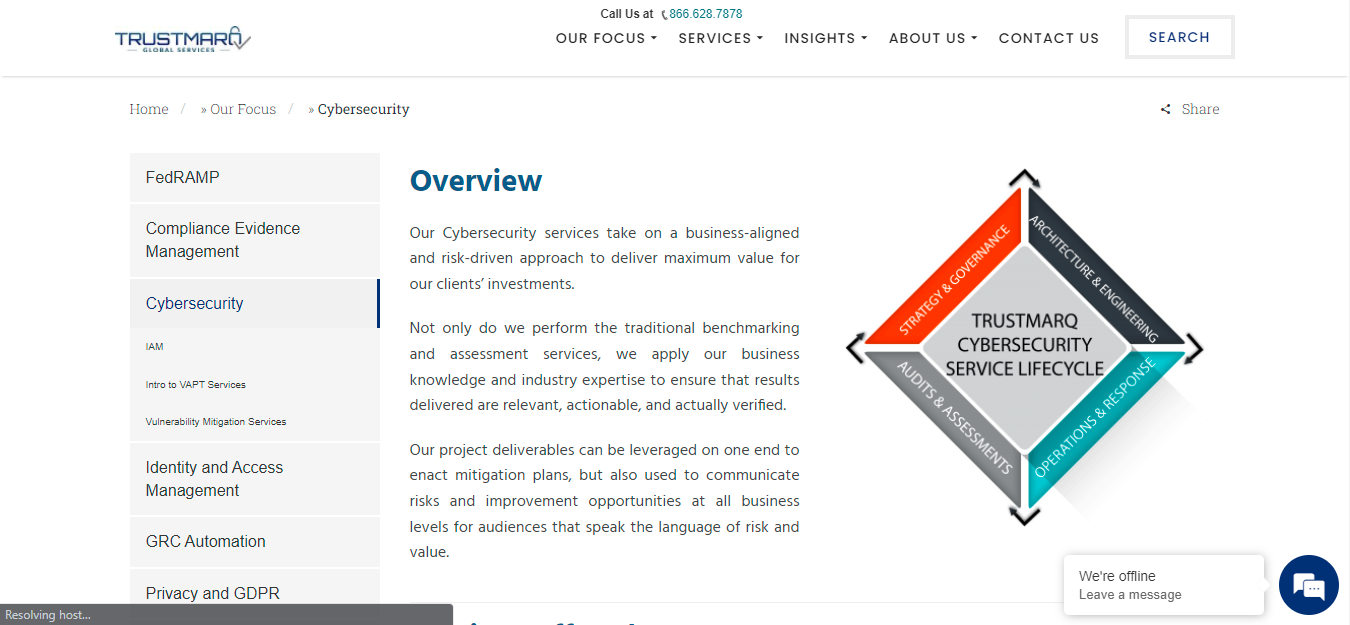 Call Us at 866.628.7878
TRUSTMARQ
GLOBAL SERVICES
OUR FOCUS
SERVICES
INSIGHTS
ABOUT US
CONTACT US
SEARCH
Home / » Our Focus / » Cybersecurity
Share
FedRAMP
Compliance Evidence
Management
Cybersecurity
IAM
Intro to VAPT Services
Vulnerability Mitigation Services
Identity and Access
Management
GRC Automation
Privacy and GDPR
Overview
Our Cybersecurity services take on a business-aligned
and risk-driven approach to deliver maximum value for
our clients’ investments.
Not only do we perform the traditional benchmarking
and assessment services, we apply our business
knowledge and industry expertise to ensure that results
delivered are relevant, actionable, and actually verified.
Our project deliverables can be leveraged on one end to
enact mitigation plans, but also used to communicate
risks and improvement opportunities at all business
levels for audiences that speak the language of risk and
value.
STRATEGY & GOVERNANCE
ARCHITECTURE & ENGINEERING
TRUSTMARQ
CYBERSECURITY
SERVICE LIFECYCLE
AUDITS & ASSESSMENTS
OPERATIONS & RESPONSE
We're offline
Leave a message
Resolving host...